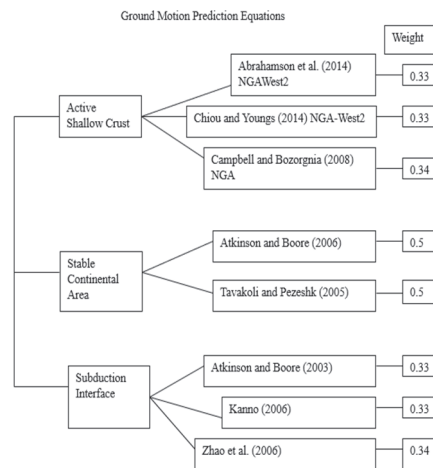 Ground Motion Prediction Equations
Weight
Active
Shallow Crust
Abrahamson et al. (2014)
NGAWest2
0.33
Chiou and Youngs (2014) NGA-West2
0.33
Campbell and Bozorgnia (2008)
NGA
0.34
Stable
Continental
Area
Atkinson and Boore (2006)
0.5
Tavakoli and Pezeshk (2005)
0.5
Subduction
Interface
Atkinson and Boore (2003)
0.33
Kanno (2006)
0.33
Zhao et al. (2006)
0.34